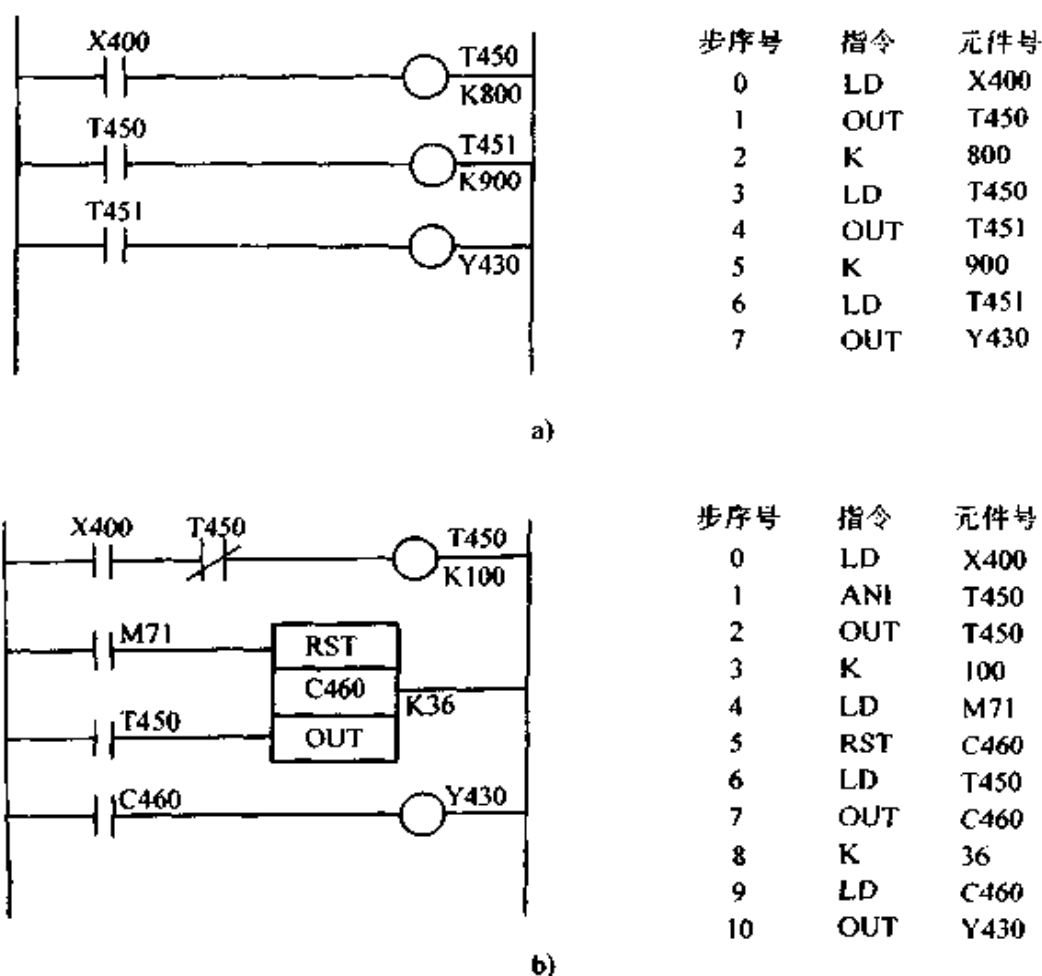 X400
T450
K800
T450
T451
K900
T451
Y430
步序号 指令 元件号
0 LD X400
1 OUT T450
2 K 800
3 LD T450
4 OUT T451
5 K 900
6 LD T451
7 OUT Y430
a)
X400 T450
T450
K100
M71
RST
C460
K36
T450
OUT
C460
Y430
步序号 指令 元件号
0 LD X400
1 ANI T450
2 OUT T450
3 K 100
4 LD M71
5 RST C460
6 LD T450
7 OUT C460
8 K 36
9 LD C460
10 OUT Y430
b)